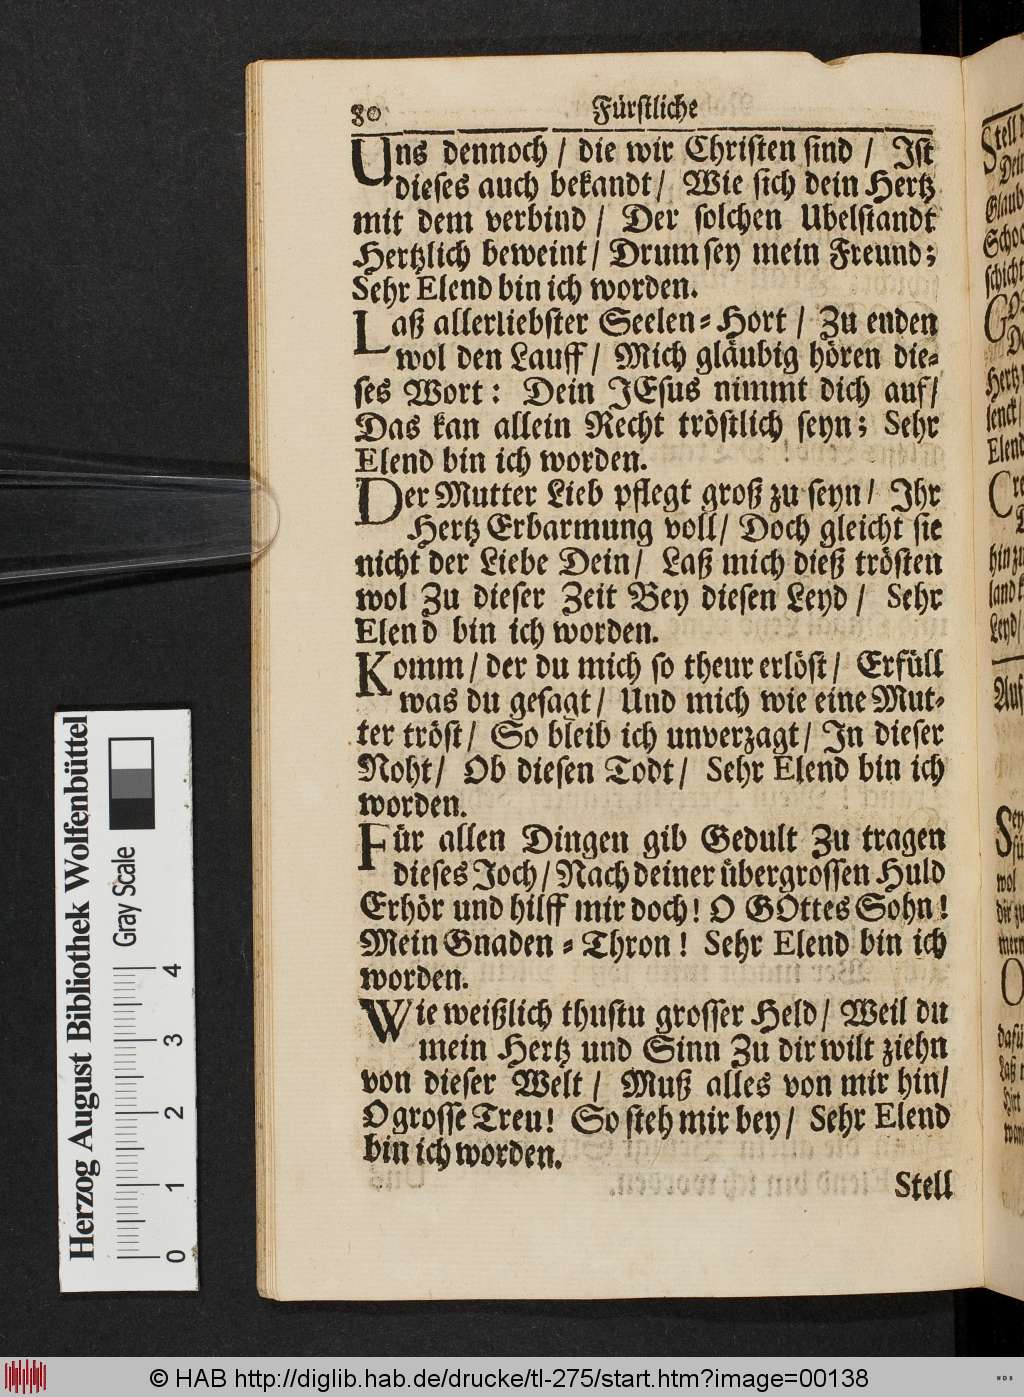 80 Fürstliche
Uns dennoch / die wir Christen sind / Ist
dieses auch bekandt / Wie sich dein Hertz
mit dem verbind / Der solchen Ubelstandt
Hertzlich beweint / Drum sey mein Freund;
Sehr Elend bin ich worden.
Laß allerliebster Seelen-Hort / Zu enden
wol den Lauff / Mich gläubig hören die-
ses Wort: Dein JEsus nimmt dich auf /
Das kan allein Recht tröstlich seyn; Sehr
Elend bin ich worden.
Der Mutter Lieb pflegt groß zu seyn / Ihr
Hertz Erbarmung voll / Doch gleicht sie
nicht der Liebe Dein / Laß mich dieß trösten
wol Zu dieser Zeit Bey diesen Leyd / Sehr
Elend bin ich worden.
Komm / der du mich so theur erlöst / Erfüll
was du gesagt / Und mich wie eine Mut-
ter tröst / So bleib ich unverzagt / In dieser
Noht / Ob diesen Todt / Sehr Elend bin ich
worden.
Für allen Dingen gib Gedult Zu tragen
dieses Joch / Nach deiner übergrossen Huld
Erhör und hilff mir doch! O GOttes Sohn!
Mein Gnaden-Thron! Sehr Elend bin ich
worden.
Wie weißlich thustu grosser Held / Weil du
mein Hertz und Sinn Zu dir wilt ziehn
von dieser Welt / Muß alles von mir hin /
O grosse Treu! So steh mir bey / Sehr Elend
bin ich worden.
Stell
Herzog August Bibliothek Wolfenbüttel
Gray Scale
0 1 2 3 4
© HAB http://diglib.hab.de/drucke/tl-275/start.htm?image=00138